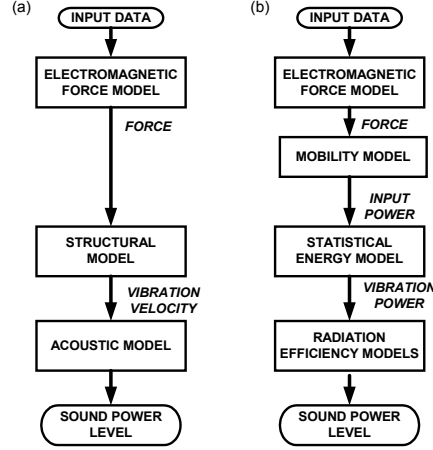 (a)
INPUT DATA
ELECTROMAGNETIC
FORCE MODEL
FORCE
STRUCTURAL
MODEL
VIBRATION
VELOCITY
ACOUSTIC MODEL
SOUND POWER
LEVEL
(b)
INPUT DATA
ELECTROMAGNETIC
FORCE MODEL
FORCE
MOBILITY MODEL
INPUT
POWER
STATISTICAL
ENERGY MODEL
VIBRATION
POWER
RADIATION
EFFICIENCY MODELS
SOUND POWER
LEVEL